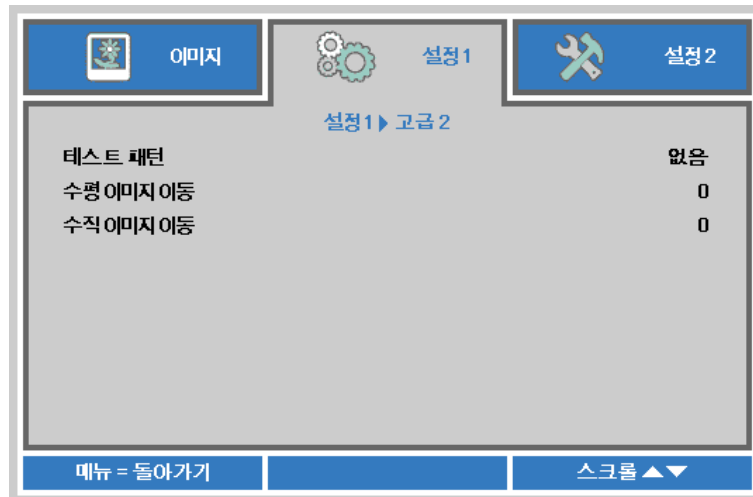 이미지
설정 1
설정 2
설정 1▶고급 2
테스트 패턴 없음
수평 이미지 이동 0
수직 이미지 이동 0
메뉴 = 돌아가기
스크롤 ▲▼